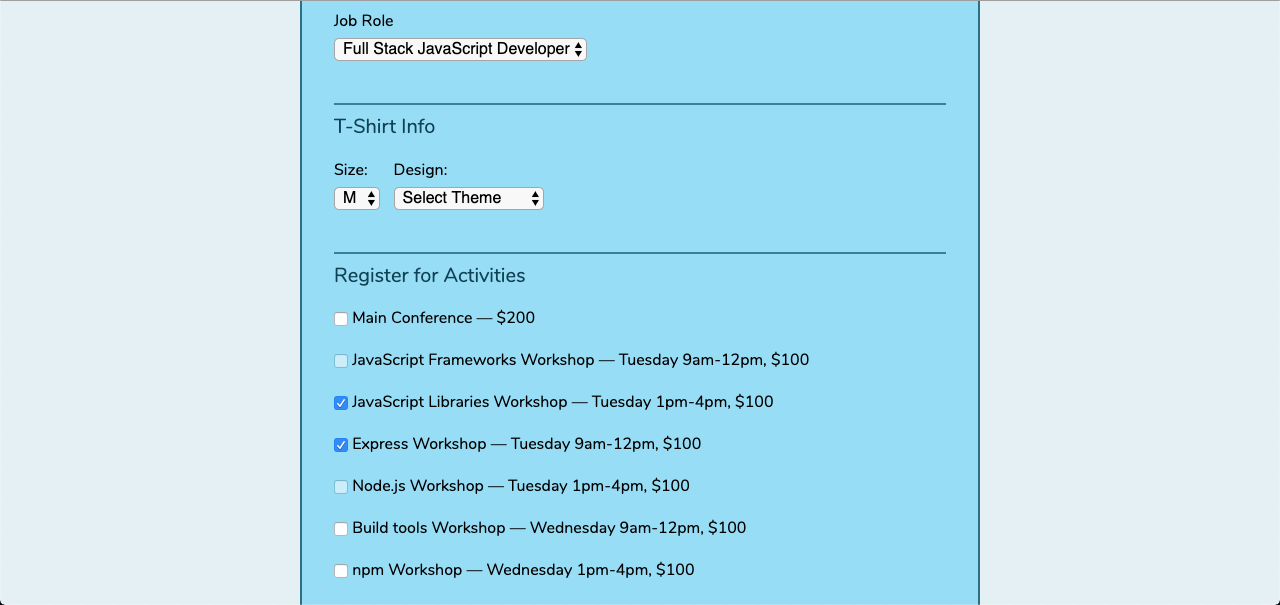 Job Role
Full Stack JavaScript Developer
T-Shirt Info
Size: Design:
M Select Theme
Register for Activities
Main Conference — $200
JavaScript Frameworks Workshop — Tuesday 9am-12pm, $100
JavaScript Libraries Workshop — Tuesday 1pm-4pm, $100
Express Workshop — Tuesday 9am-12pm, $100
Node.js Workshop — Tuesday 1pm-4pm, $100
Build tools Workshop — Wednesday 9am-12pm, $100
npm Workshop — Wednesday 1pm-4pm, $100